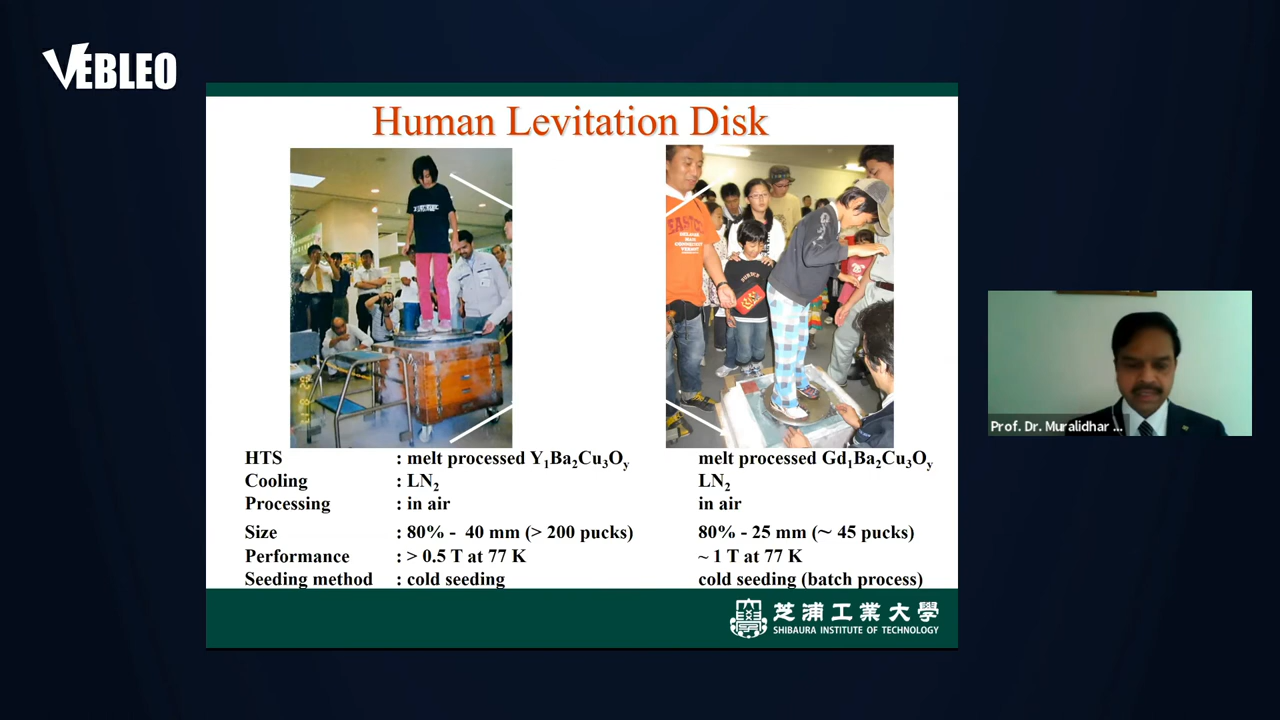 VEBLEO
Human Levitation Disk
HTS : melt processed Y₁Ba₂Cu₃Oᵧ melt processed Gd₁Ba₂Cu₃Oᵧ
Cooling : LN₂ LN₂
Processing : in air in air
Size : 80% - 40 mm (> 200 pucks) 80% - 25 mm (~ 45 pucks)
Performance : > 0.5 T at 77 K ~ 1 T at 77 K
Seeding method : cold seeding cold seeding (batch process)
芝浦工業大學
SHIBAURA INSTITUTE OF TECHNOLOGY
Prof. Dr. Muralidhar ...